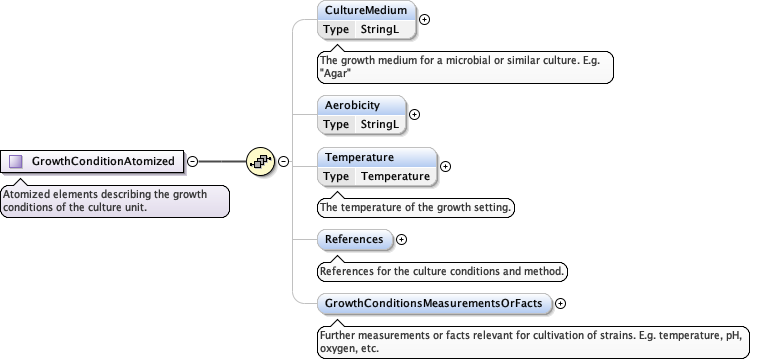 CultureMedium
Type StringL
The growth medium for a microbial or similar culture. E.g.
"Agar"
Aerobicity
Type StringL
GrowthConditionAtomized
Atomized elements describing the growth
conditions of the culture unit.
Temperature
Type Temperature
The temperature of the growth setting.
References
References for the culture conditions and method.
GrowthConditionsMeasurementsOrFacts
Further measurements or facts relevant for cultivation of strains. E.g. temperature, pH,
oxygen, etc.